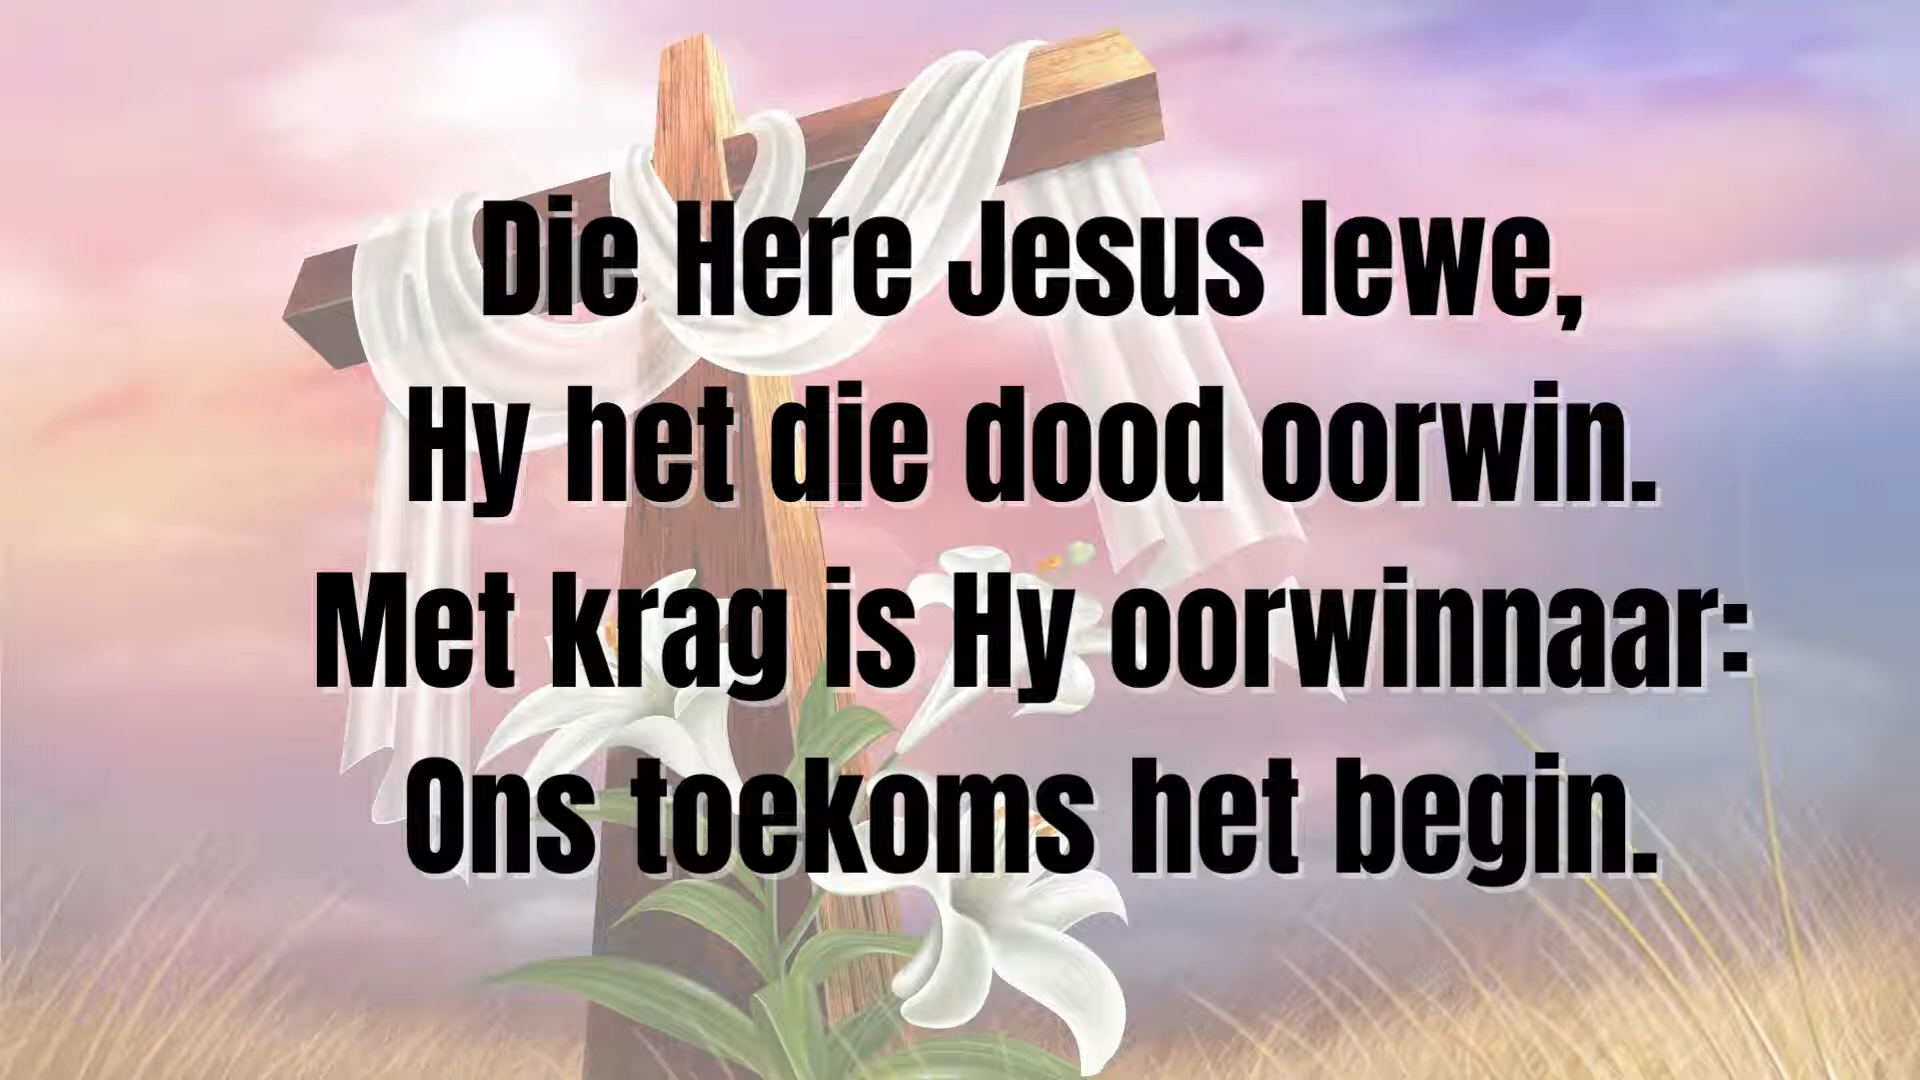 Die Here Jesus lewe,
Hy het die dood oorwin.
Met krag is Hy oorwinnaar:
Ons toekoms het begin.